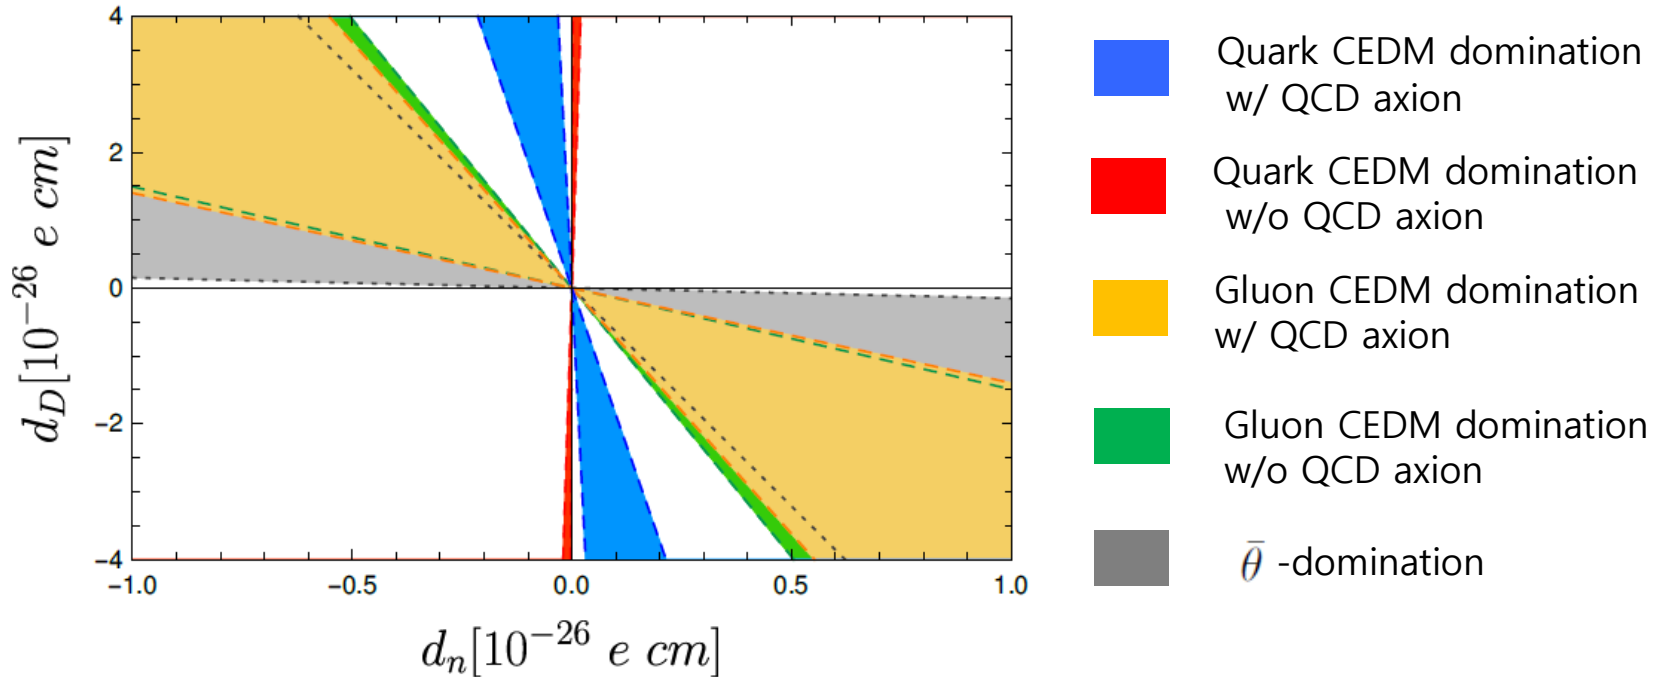 4
2
0
−2
−4
−1.0
−0.5
0.0
0.5
1.0
d_D[10^{−26} e cm]
d_n[10^{−26} e cm]
Quark CEDM domination
w/ QCD axion
Quark CEDM domination
w/o QCD axion
Gluon CEDM domination
w/ QCD axion
Gluon CEDM domination
w/o QCD axion
θ̄ -domination